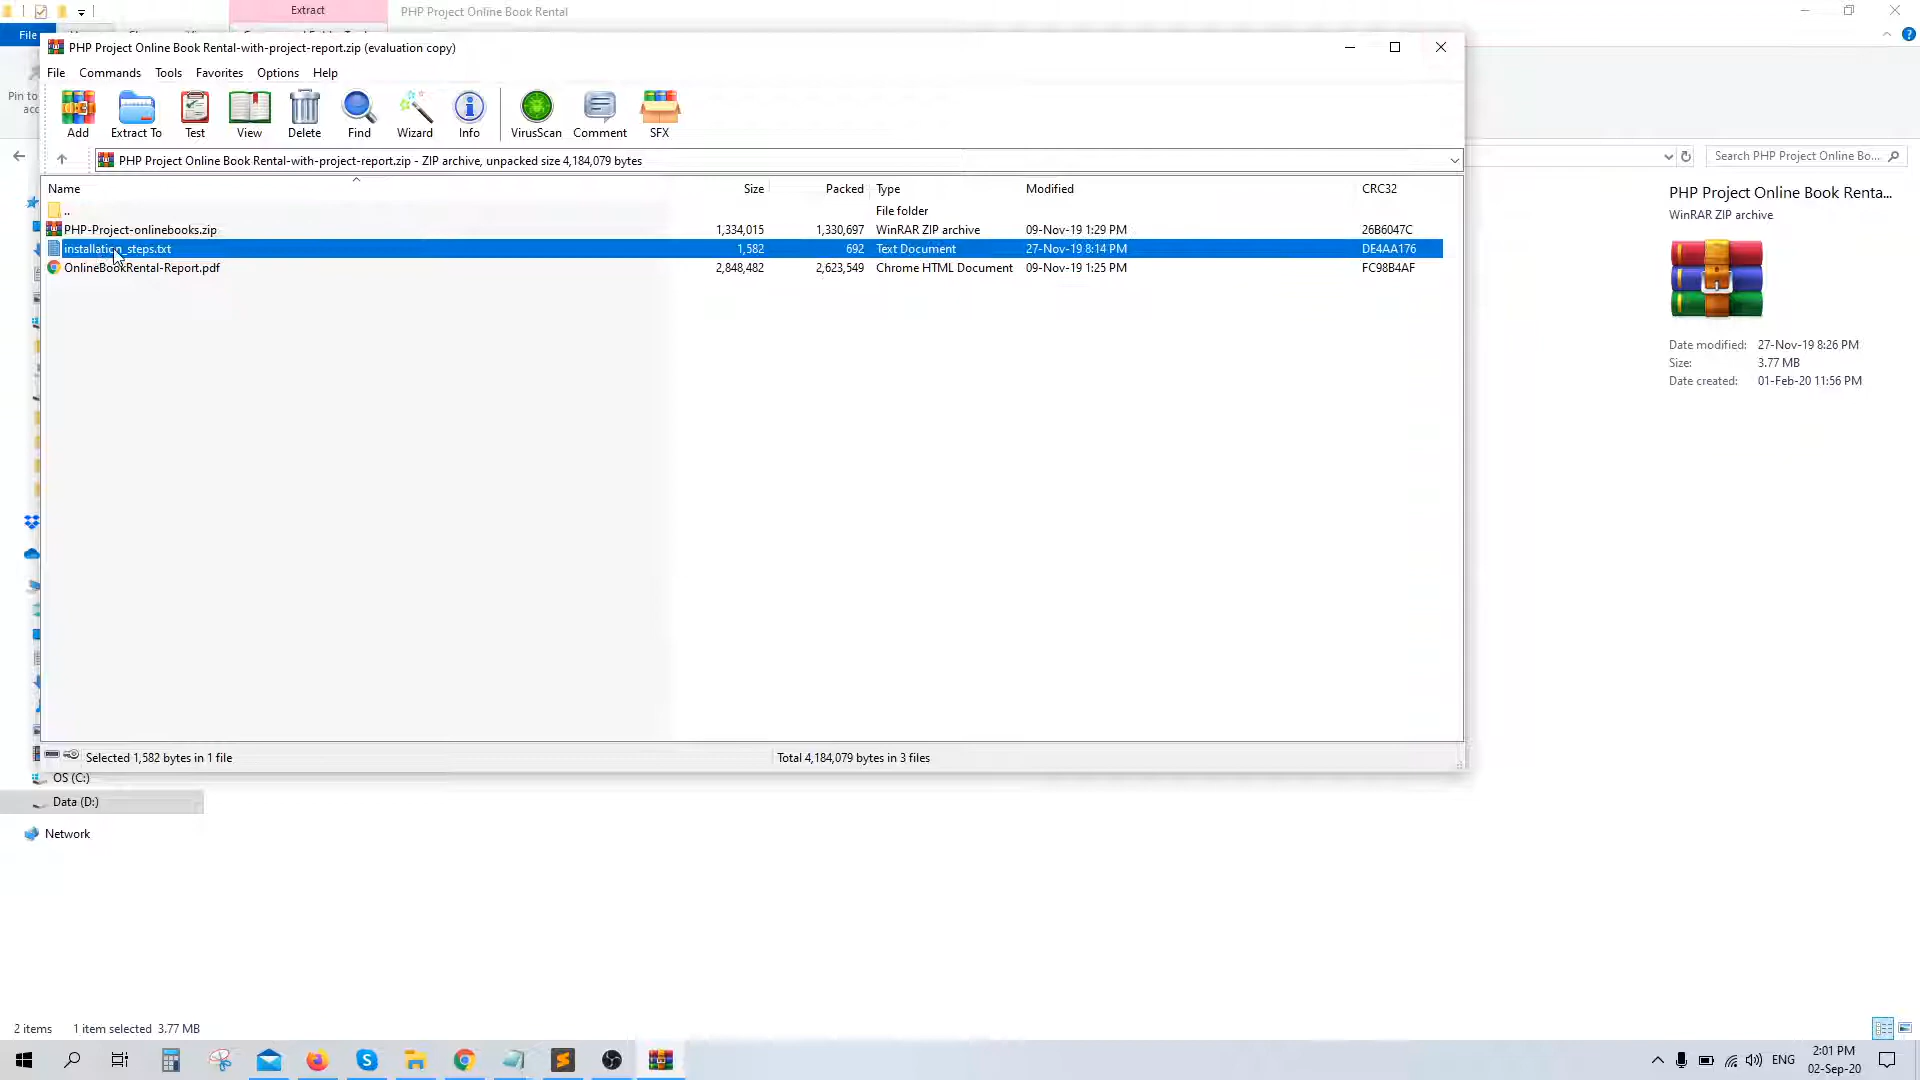 Extract
PHP Project Online Book Rental
File
PHP Project Online Book Rental-with-project-report.zip (evaluation copy)
File Commands Tools Favorites Options Help
Pin to
Add Extract To Test View Delete Find Wizard Info VirusScan Comment SFX
PHP Project Online Book Rental-with-project-report.zip - ZIP archive, unpacked size 4,184,079 bytes
Search PHP Project Online Bo...
Name Size Packed Type Modified CRC32
.. File folder
PHP-Project-onlinebooks.zip 1,334,015 1,330,697 WinRAR ZIP archive 09-Nov-19 1:29 PM 26B6047C
installation_steps.txt 1,582 692 Text Document 27-Nov-19 8:14 PM DE4AA176
OnlineBookRental-Report.pdf 2,848,482 2,623,549 Chrome HTML Document 09-Nov-19 1:25 PM FC98B4AF
PHP Project Online Book Renta...
WinRAR ZIP archive
Date modified: 27-Nov-19 8:26 PM
Size: 3.77 MB
Date created: 01-Feb-20 11:56 PM
Selected 1,582 bytes in 1 file
Total 4,184,079 bytes in 3 files
OS (C:)
Data (D:)
Network
2 items 1 item selected 3.77 MB
ENG
2:01 PM
02-Sep-20